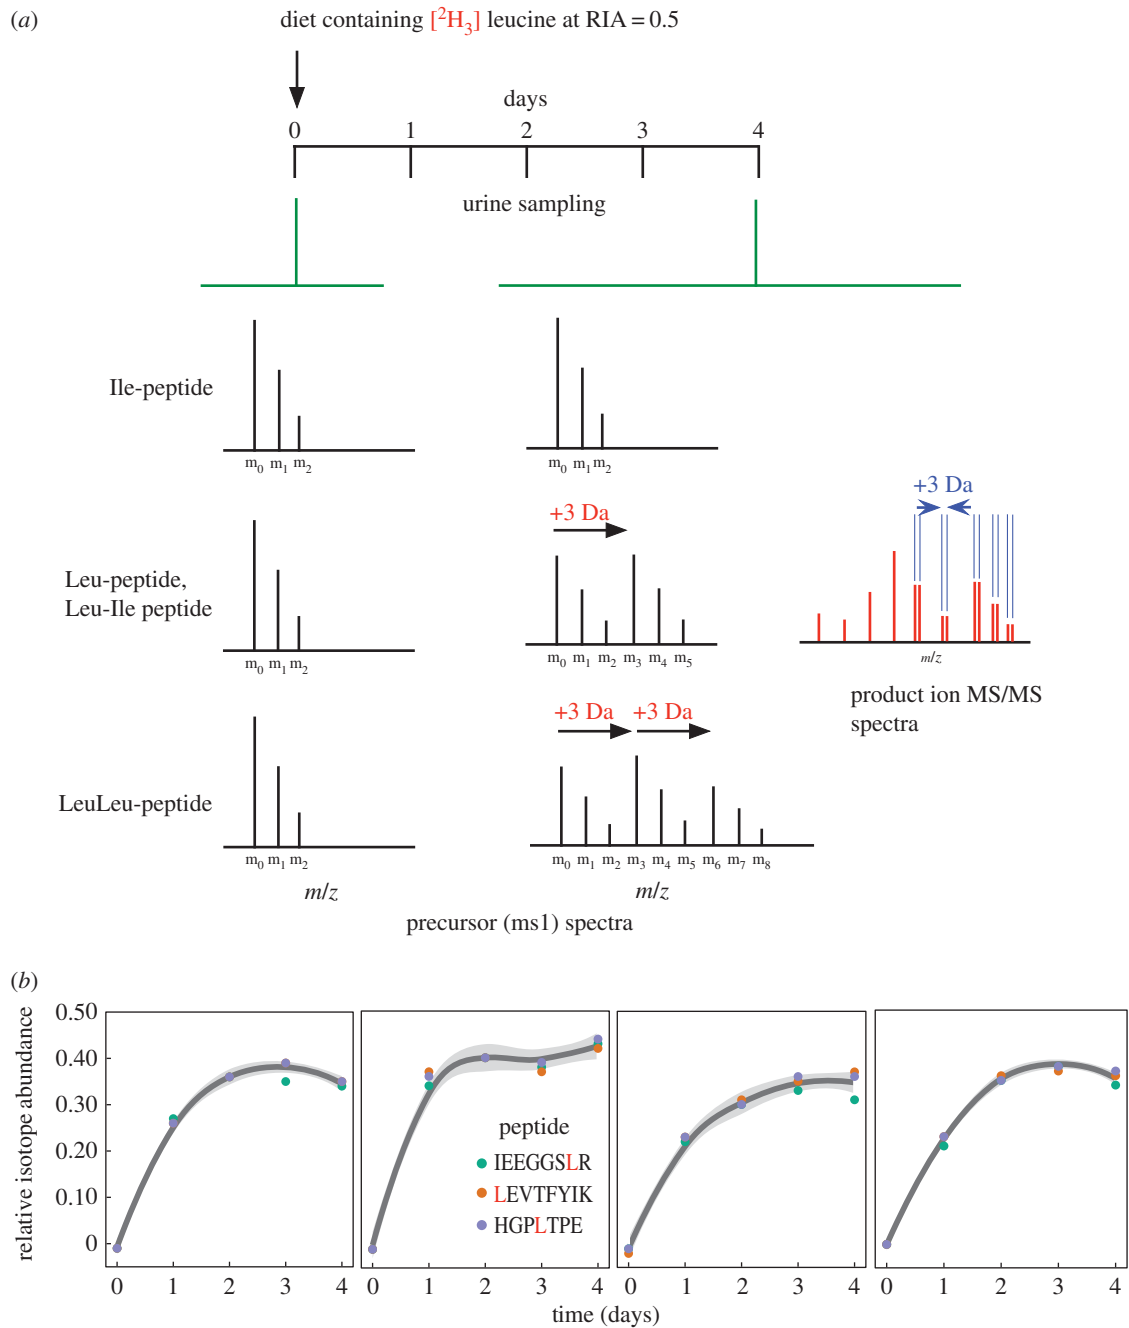 (a)
diet containing [²H₃] leucine at RIA = 0.5
days
0 1 2 3 4
urine sampling
Ile-peptide
m₀ m₁ m₂
m₀ m₁ m₂
+3 Da
+3 Da
Leu-peptide,
Leu-Ile peptide
m₀ m₁ m₂
m₀ m₁ m₂ m₃ m₄ m₅
m/z
product ion MS/MS
spectra
+3 Da +3 Da
LeuLeu-peptide
m₀ m₁ m₂
m₀ m₁ m₂ m₃ m₄ m₅ m₆ m₇ m₈
m/z
m/z
precursor (ms1) spectra
(b)
relative isotope abundance
0.50
0.40
0.30
0.20
0.10
0
peptide
IEEGGSLR
LEVTFYIK
HGPLTPE
0 1 2 3 4
0 1 2 3 4
0 1 2 3 4
0 1 2 3 4
time (days)